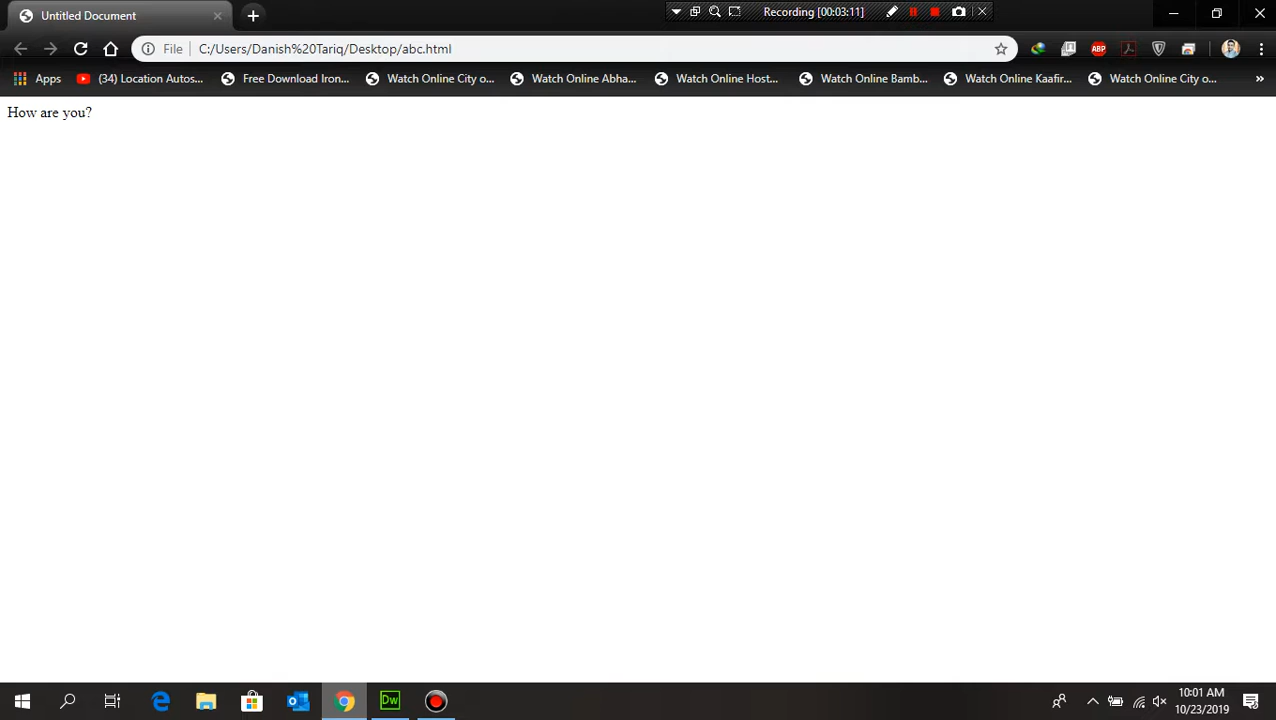 Untitled Document
Recording [00:03:11]
File C:/Users/Danish%20Tariq/Desktop/abc.html
ABP
Apps (34) Location Autos... Free Download Iron... Watch Online City o... Watch Online Abha... Watch Online Host... Watch Online Bamb... Watch Online Kaafir... Watch Online City o... »
How are you?
Dw
10:01 AM
10/23/2019